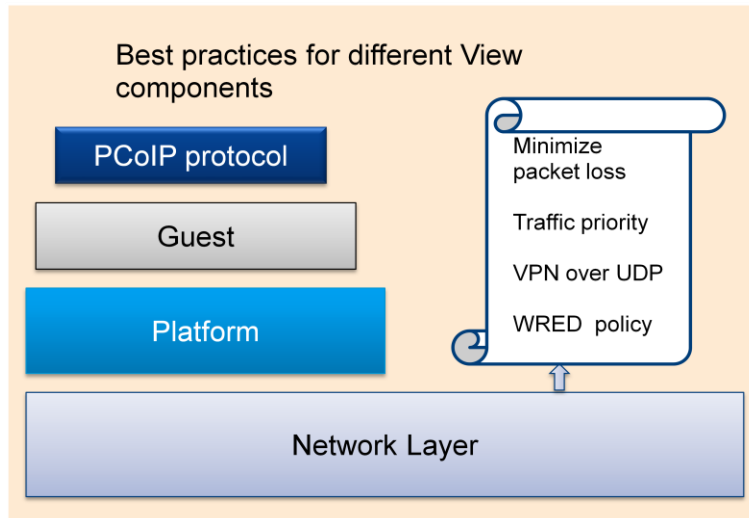 Best practices for different View
components
PCoIP protocol
Guest
Platform
Network Layer
Minimize
packet loss
Traffic priority
VPN over UDP
WRED policy